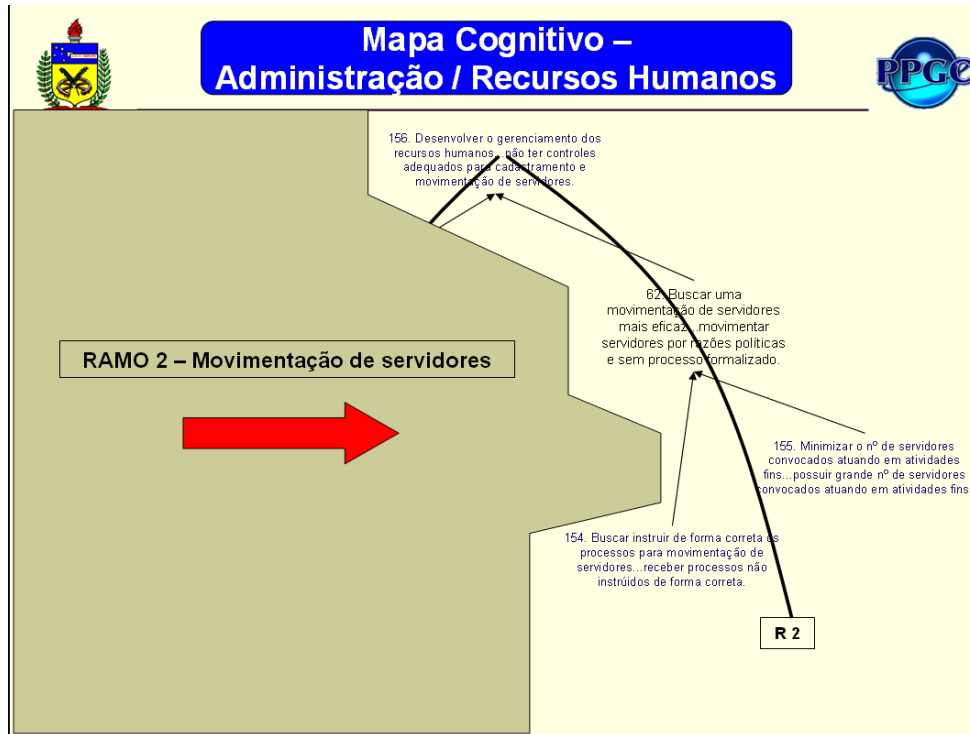 Mapa Cognitivo –
Administração / Recursos Humanos
PPGC
156. Desenvolver o gerenciamento dos
recursos humanos...não ter controles
adequados para cadastramento e
movimentação de servidores.
62. Buscar uma
movimentação de servidores
mais eficaz...movimentar
servidores por razões políticas
e sem processo formalizado.
RAMO 2 – Movimentação de servidores
155. Minimizar o nº de servidores
convocados atuando em atividades
fins...possuir grande nº de servidores
convocados atuando em atividades fins
154. Buscar instruir de forma correta os
processos para movimentação de
servidores...receber processos não
instrúidos de forma correta.
R 2